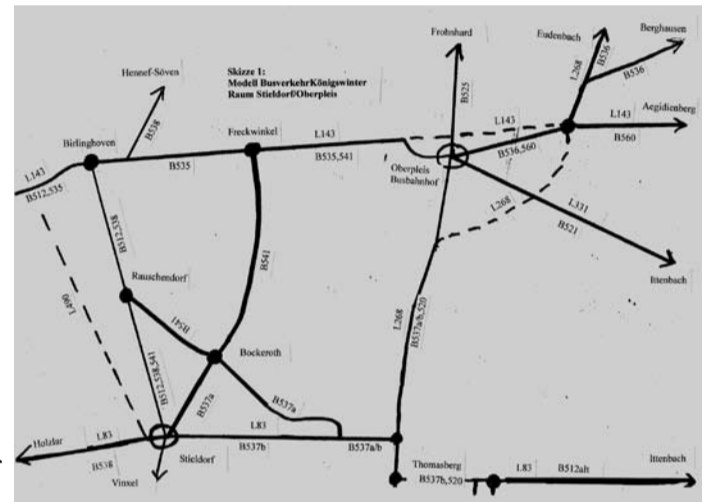 Frohnhard
Eudenbach
Berghausen
B536
L268
B536
Hennef-Söven
Skizze 1:
Modell BusverkehrKönigswinter
Raum Stieldorf/Oberpleis
B525
B538
Freckwinkel
L143
L143
L143
Aegidienberg
Birlinghoven
B535
B535,541
B536,560
B560
Oberpleis
Busbahnhof
L143
B512,535
L268
L331
B521
Ittenbach
B512,538
B541
L490
Rauschendorf
B541
L268
B537a/b,520
Bockeroth
B512,538,541
B537a
B537a
L83
Holzlar
L83
B538
Stieldorf
B537b
B537a/b
Vinxel
Thomasberg
B537b,520
L83
B512alt
Ittenbach